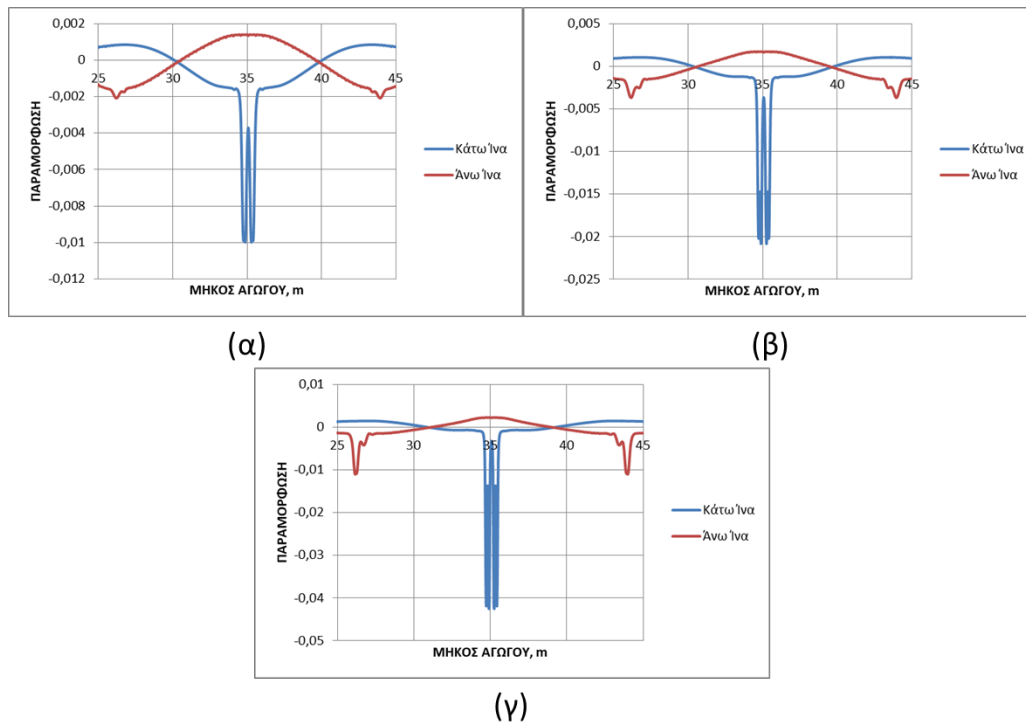 0,002
0
-0,002
-0,004
-0,006
-0,008
-0,01
-0,012
25 30 35 40 45
ΠΑΡΑΜΟΡΦΩΣΗ
ΜΗΚΟΣ ΑΓΩΓΟΥ, m
Κάτω Ίνα
Άνω Ίνα
(α)
0,005
0
-0,005
-0,01
-0,015
-0,02
-0,025
25 30 35 40 45
ΠΑΡΑΜΟΡΦΩΣΗ
ΜΗΚΟΣ ΑΓΩΓΟΥ, m
Κάτω Ίνα
Άνω Ίνα
(β)
0,01
0
-0,01
-0,02
-0,03
-0,04
-0,05
25 30 35 40 45
ΠΑΡΑΜΟΡΦΩΣΗ
ΜΗΚΟΣ ΑΓΩΓΟΥ, m
Κάτω Ίνα
Άνω Ίνα
(γ)